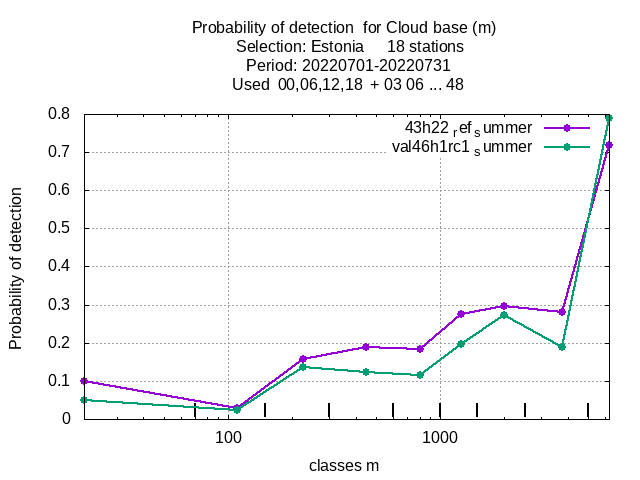 Probability of detection  for Cloud base (m)
Selection: Estonia     18 stations
Period: 20220701-20220731
Used  00,06,12,18  + 03 06 ... 48
43h22 refsummer
val46h1rc1 summer
Probability of detection
0.8
0.7
0.6
0.5
0.4
0.3
0.2
0.1
0
100
1000
classes m